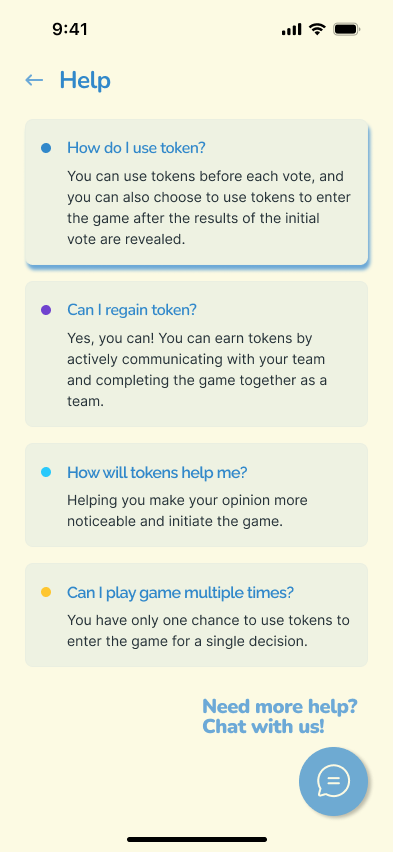 9:41
Help
How do I use token?
You can use tokens before each vote, and
you can also choose to use tokens to enter
the game after the results of the initial
vote are revealed.
Can I regain token?
Yes, you can! You can earn tokens by
actively communicating with your team
and completing the game together as a
team.
How will tokens help me?
Helping you make your opinion more
noticeable and initiate the game.
Can I play game multiple times?
You have only one chance to use tokens to
enter the game for a single decision.
Need more help?
Chat with us!